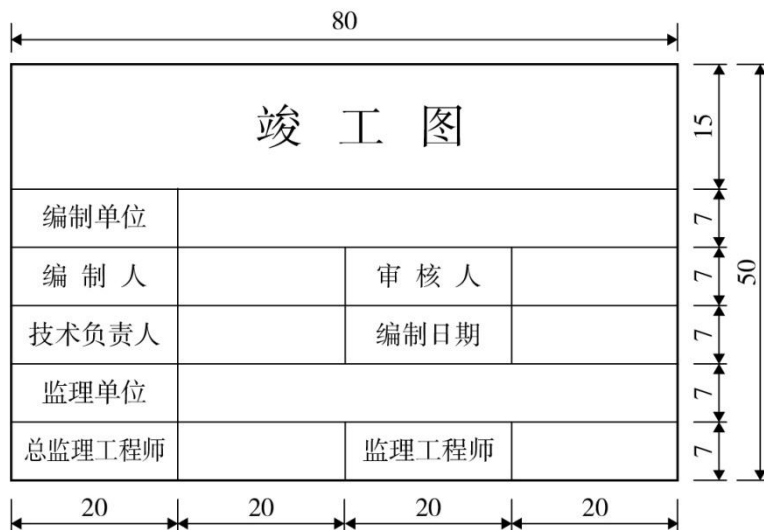 80
竣 工 图
15
编制单位
7
编 制 人 审 核 人
7
50
技术负责人 编制日期
7
监理单位
7
总监理工程师 监理工程师
7
20 20 20 20